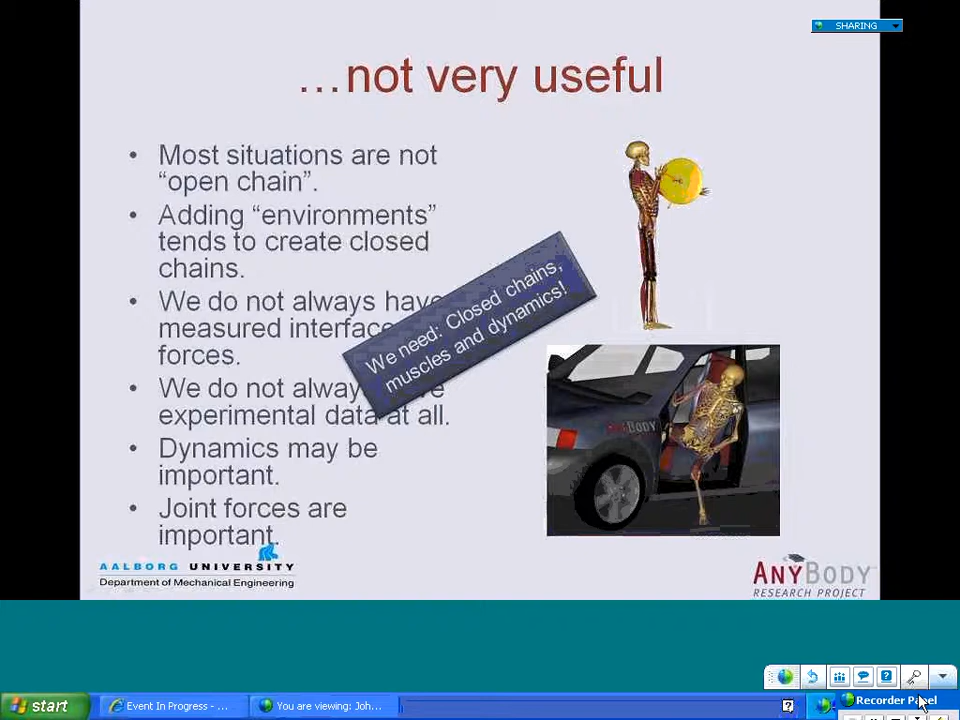 SHARING
...not very useful
• Most situations are not
“open chain”.
• Adding “environments”
tends to create closed
chains.
• We do not always have
measured interface
forces.
• We do not always have
experimental data at all.
• Dynamics may be
important.
• Joint forces are
important.
We need: Closed chains,
muscles and dynamics!
ANYBODY
AALBORG UNIVERSITY
Department of Mechanical Engineering
ANYBODY
RESEARCH PROJECT
Recorder Panel
start
Event In Progress - ...
You are viewing: Joh...